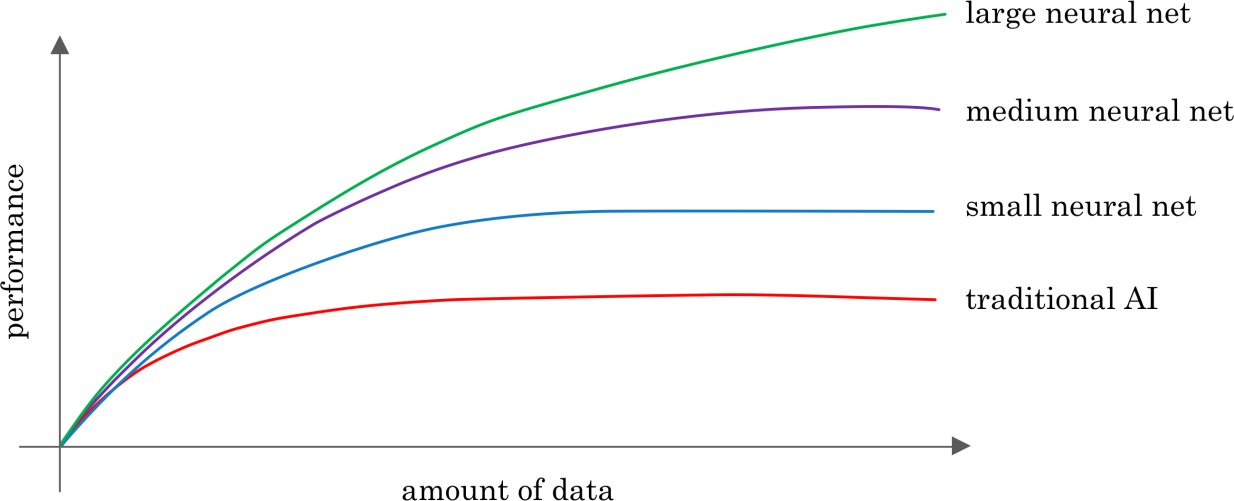 large neural net
medium neural net
small neural net
traditional AI
performance
amount of data